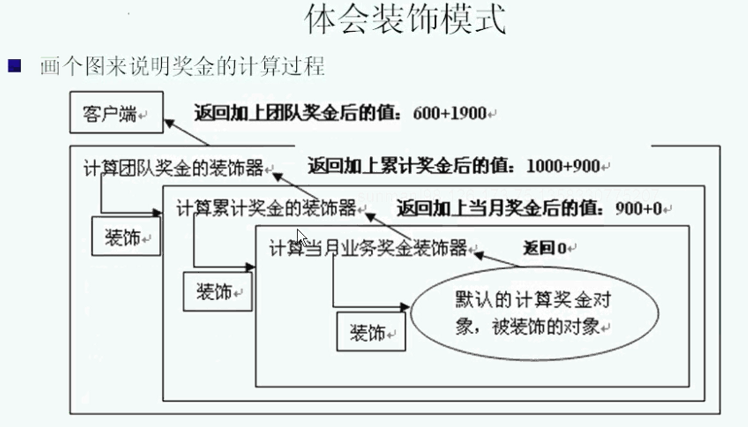 体会装饰模式
画个图来说明奖金的计算过程
客户端
返回加上团队奖金后的值：600+1900
计算团队奖金的装饰器
返回加上累计奖金后的值：1000+900
计算累计奖金的装饰器
返回加上当月奖金后的值：900+0
装饰
计算当月业务奖金装饰器
返回0
装饰
默认的计算奖金对
象，被装饰的对象
装饰